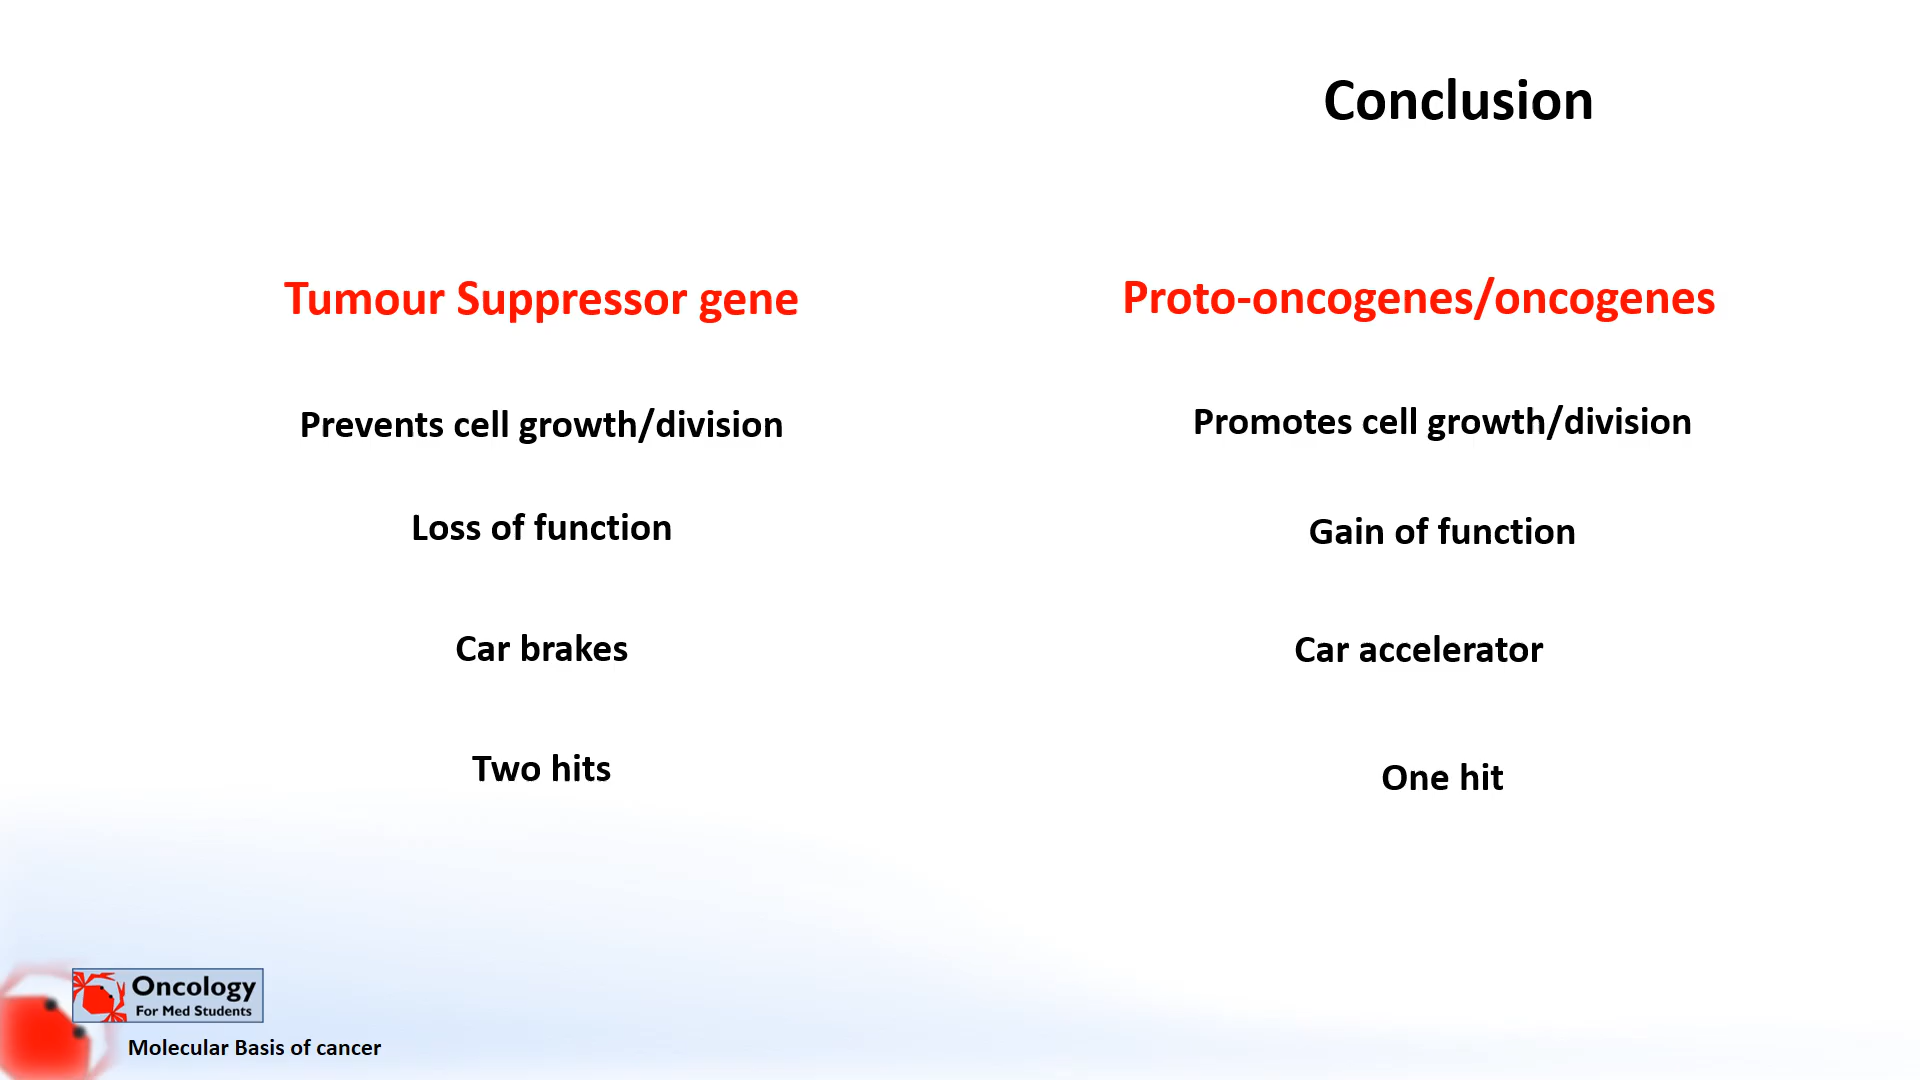 Conclusion
Tumour Suppressor gene
Proto-oncogenes/oncogenes
Prevents cell growth/division
Promotes cell growth/division
Loss of function
Gain of function
Car brakes
Car accelerator
Two hits
One hit
Oncology
For Med Students
Molecular Basis of cancer